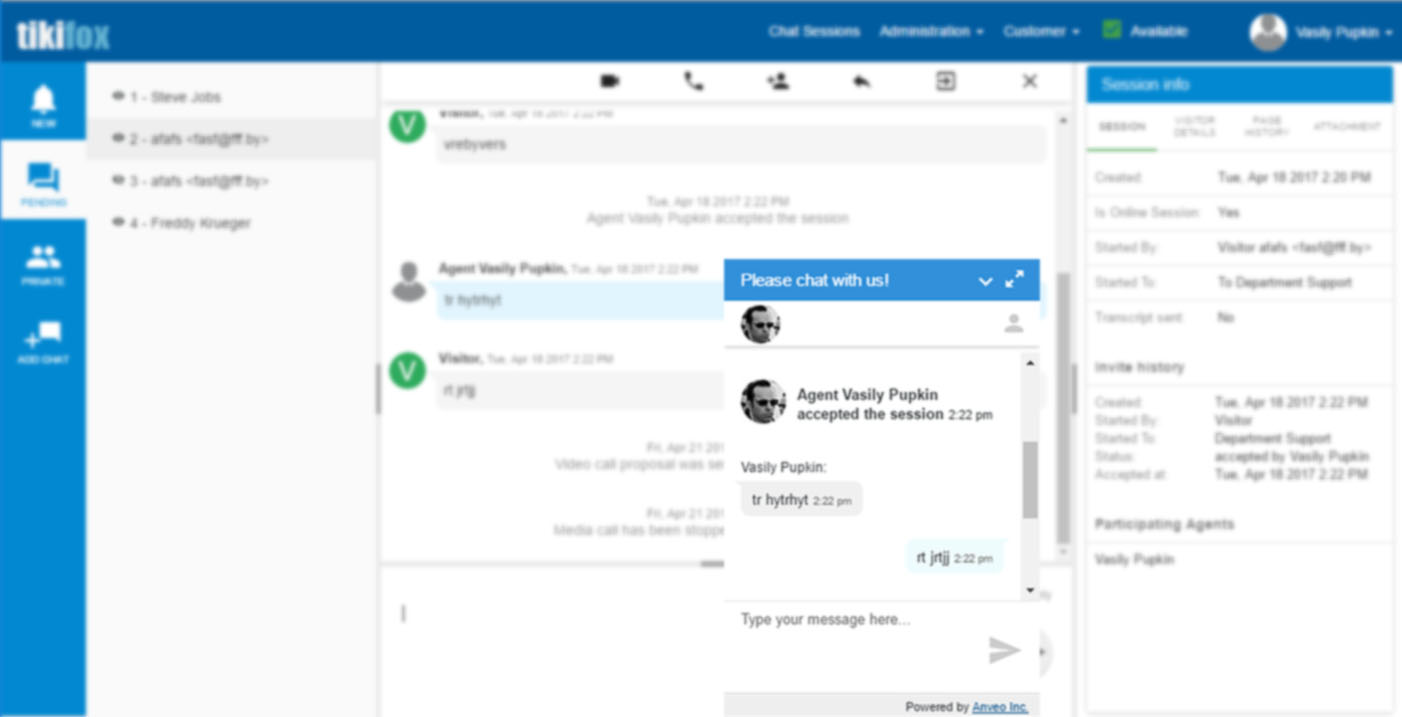 tikifox
Chat Sessions
Administration
Customer
Available
Vasily Pupkin
NEW
PENDING
PRIVATE
ADD CHAT
1 - Steve Jobs
2 - afafs <fasf@fff.by>
3 - afafs <fasf@fff.by>
4 - Freddy Krueger
V
Visitor, Tue, Apr 18 2017 2:22 PM
vrebyvers
Tue, Apr 18 2017 2:22 PM
Agent Vasily Pupkin accepted the session
Agent Vasily Pupkin, Tue, Apr 18 2017 2:22 PM
tr hytrhyt
V
Visitor, Tue, Apr 18 2017 2:22 PM
rt jrtjj
Fri, Apr 21 201
Video call proposal was se
Fri, Apr 21 201
Media call has been stoppe
Please chat with us!
Agent Vasily Pupkin
accepted the session 2:22 pm
Vasily Pupkin:
tr hytrhyt 2:22 pm
rt jrtjj 2:22 pm
Type your message here...
Powered by Anveo Inc.
Session info
SESSION
VISITOR
DETAILS
PAGE
HISTORY
ATTACHMENT
Created: Tue, Apr 18 2017 2:20 PM
Is Online Session: Yes
Started By: Visitor afafs <fasf@fff.by>
Started To: To Department Support
Transcript sent: No
Invite history
Created: Tue, Apr 18 2017 2:22 PM
Started By: Visitor
Started To: Department Support
Status: accepted by Vasily Pupkin
Accepted at: Tue, Apr 18 2017 2:22 PM
Participating Agents
Vasily Pupkin